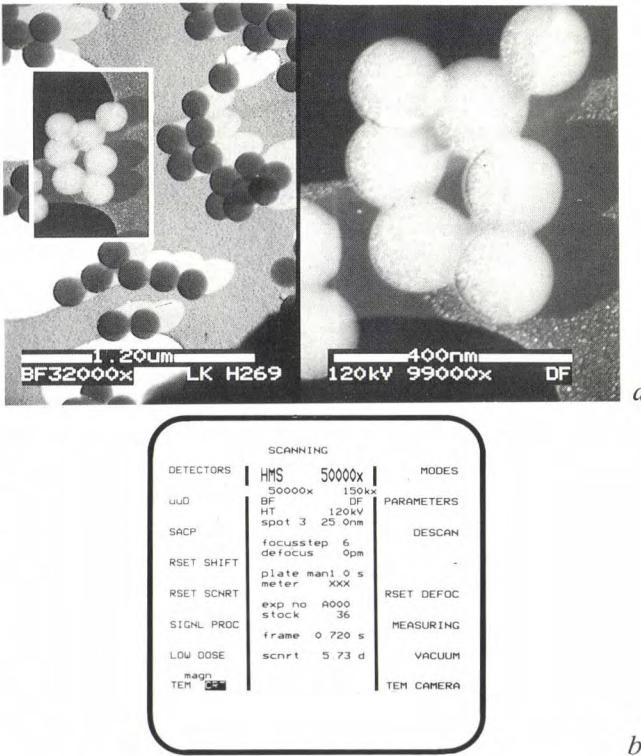 1.20um
BF32000x LK H269
400nm
120kV 99000x DF
a
SCANNING
DETECTORS HMS 50000x MODES
50000x 150kx
uuD BF DF PARAMETERS
HT 120kV
spot 3 25.0nm
SACP DESCAN
focusstep 6
defocus 0pm
RSET SHIFT -
plate man1.0 s
meter XXX
RSET SCNRT RSET DEFOC
exp no A000
stock 36
SIGNL PROC MEASURING
frame 0.720 s
LOW DOSE scnrt 5.73 d VACUUM
magn
TEM CRT TEM CAMERA
b